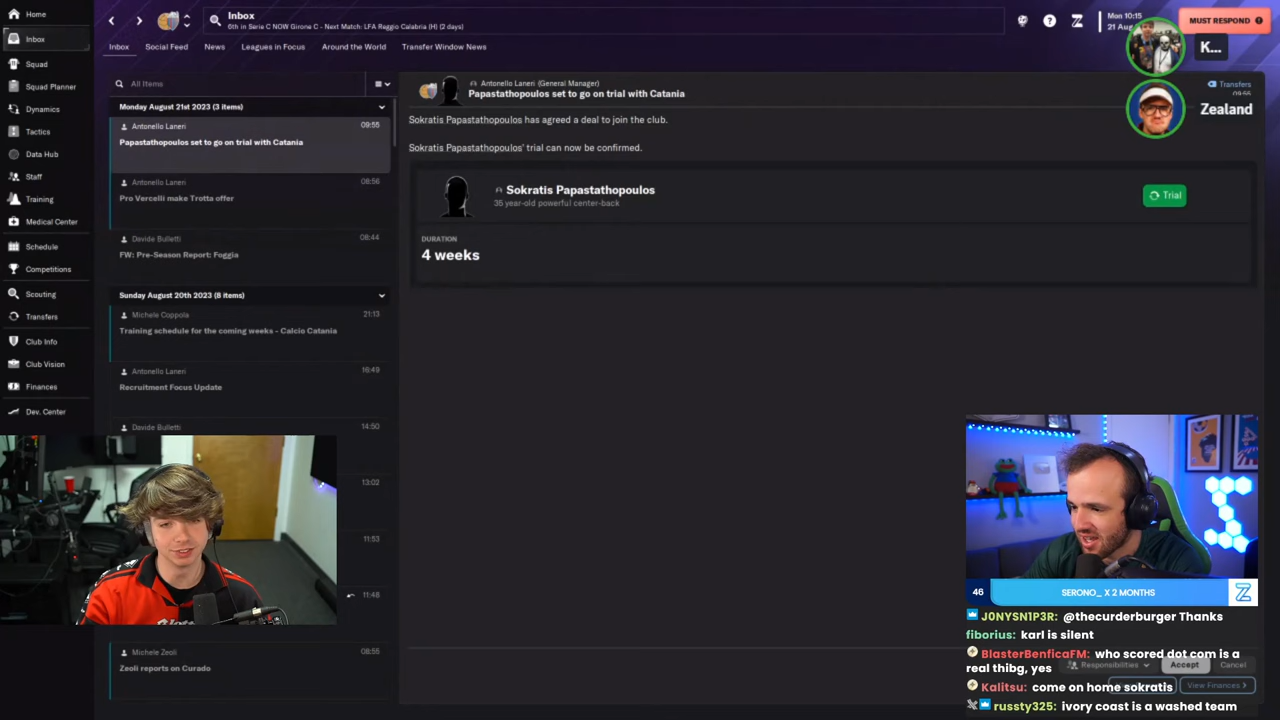 Home
Inbox
Squad
Squad Planner
Dynamics
Tactics
Data Hub
Staff
Training
Medical Center
Schedule
Competitions
Scouting
Transfers
Club Info
Club Vision
Finances
Dev. Center
Inbox
6th in Serie C NOW Girone C - Next Match: LFA Reggio Calabria (H) (2 days)
Mon 10:15
21 Aug
MUST RESPOND
K...
Zealand
Inbox
Social Feed
News
Leagues in Focus
Around the World
Transfer Window News
All Items
Monday August 21st 2023 (3 items)
Antonello Laneri 09:55
Papastathopoulos set to go on trial with Catania
Antonello Laneri 08:56
Pro Vercelli make Trotta offer
Davide Bulletti 08:44
FW: Pre-Season Report: Foggia
Sunday August 20th 2023 (8 items)
Michele Coppola 21:13
Training schedule for the coming weeks - Calcio Catania
Antonello Laneri 16:49
Recruitment Focus Update
Davide Bulletti 14:50
13:02
11:53
11:48
Michele Zeoli 08:55
Zeoli reports on Curado
Antonello Laneri (General Manager)
Papastathopoulos set to go on trial with Catania
Transfers
09:55
Sokratis Papastathopoulos has agreed a deal to join the club.
Sokratis Papastathopoulos' trial can now be confirmed.
Sokratis Papastathopoulos
35 year-old powerful center-back
Trial
DURATION
4 weeks
46
SERONO_ X 2 MONTHS
J0NYSN1P3R: @thecurderburger Thanks
fiborius: karl is silent
BlasterBenficaFM: who scored dot com is a
real thibg, yes
Responsibilities
Accept
Cancel
Kalitsu: come on home sokratis
View Finances
russty325: ivory coast is a washed team